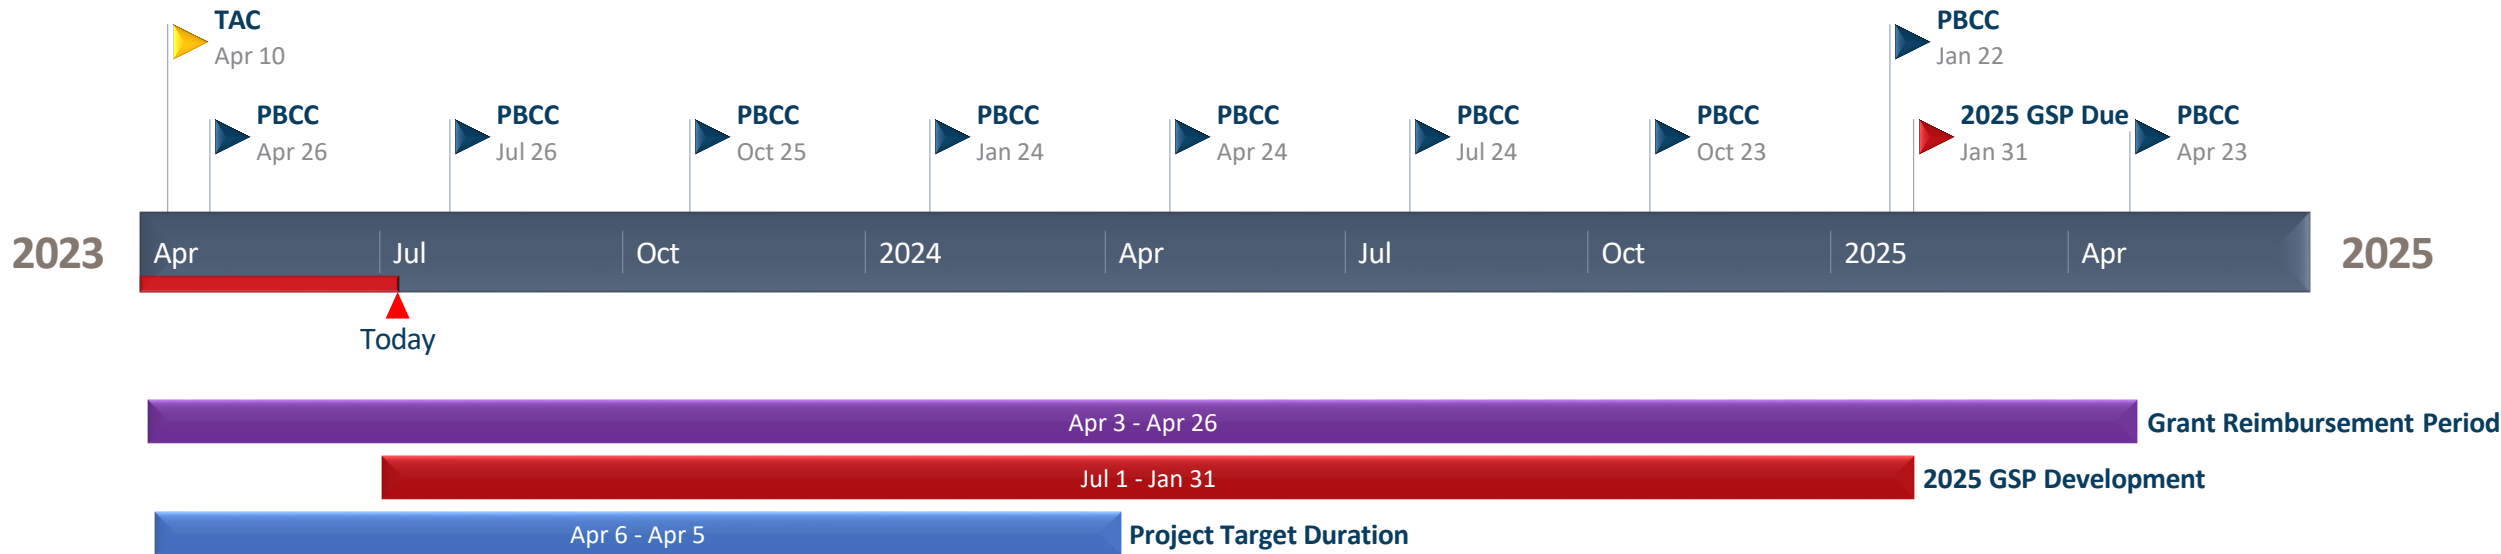 TAC
Apr 10
PBCC
Jan 22
PBCC
Apr 26
PBCC
Jul 26
PBCC
Oct 25
PBCC
Jan 24
PBCC
Apr 24
PBCC
Jul 24
PBCC
Oct 23
2025 GSP Due
Jan 31
PBCC
Apr 23
2023
Apr
Jul
Oct
2024
Apr
Jul
Oct
2025
Apr
2025
Today
Apr 3 - Apr 26
Grant Reimbursement Period
Jul 1 - Jan 31
2025 GSP Development
Apr 6 - Apr 5
Project Target Duration